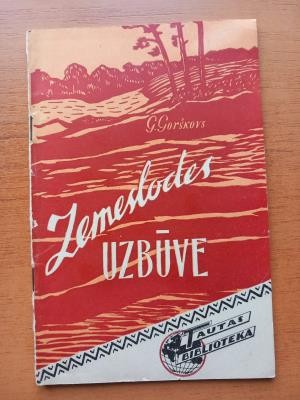 G. Gorškovs
Zemeslodes
UZBŪVE
TAUTAS
BIBLIOTEKA